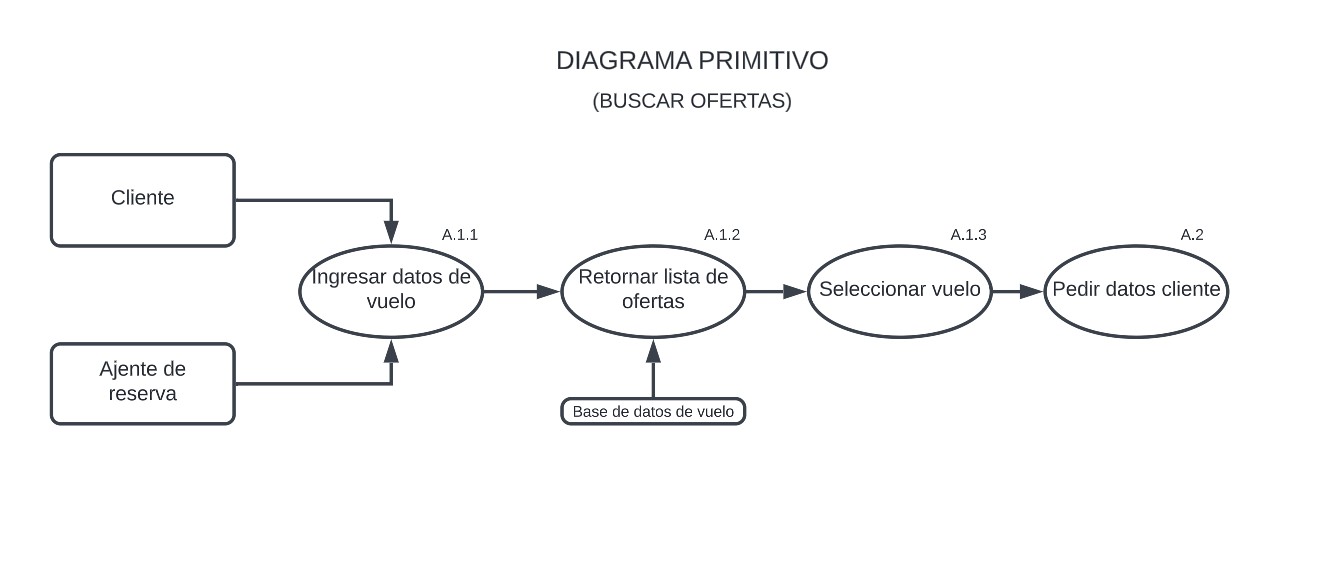 DIAGRAMA PRIMITIVO
(BUSCAR OFERTAS)
Cliente
A.1.1
A.1.2
A.1.3
A.2
Ingresar datos de
vuelo
Retornar lista de
ofertas
Seleccionar vuelo
Pedir datos cliente
Ajente de
reserva
Base de datos de vuelo